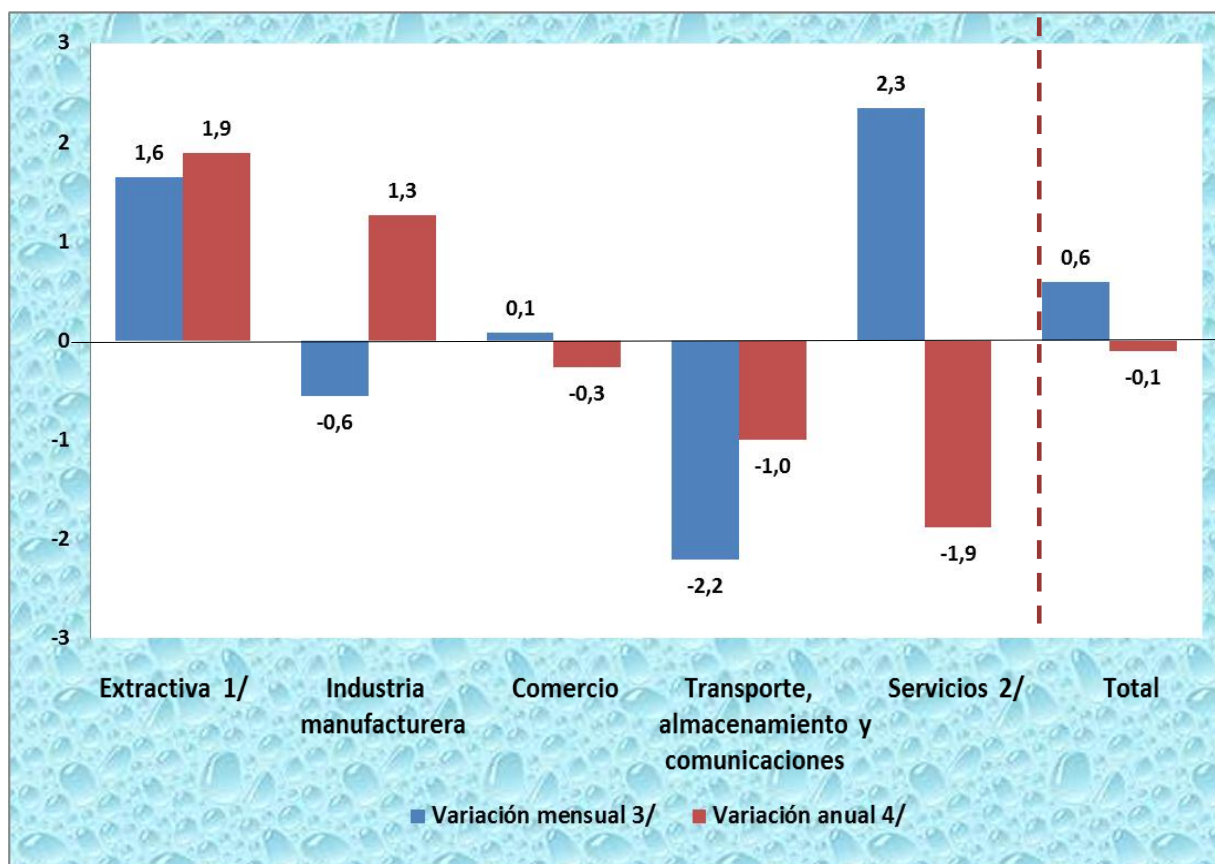 3
2
1
0
-1
-2
-3
1,6
1,9
-0,6
1,3
0,1
-0,3
-2,2
-1,0
2,3
-1,9
0,6
-0,1
Extractiva 1/
Industria
manufacturera
Comercio
Transporte,
almacenamiento y
comunicaciones
Servicios 2/
Total
Variación mensual 3/
Variación anual 4/